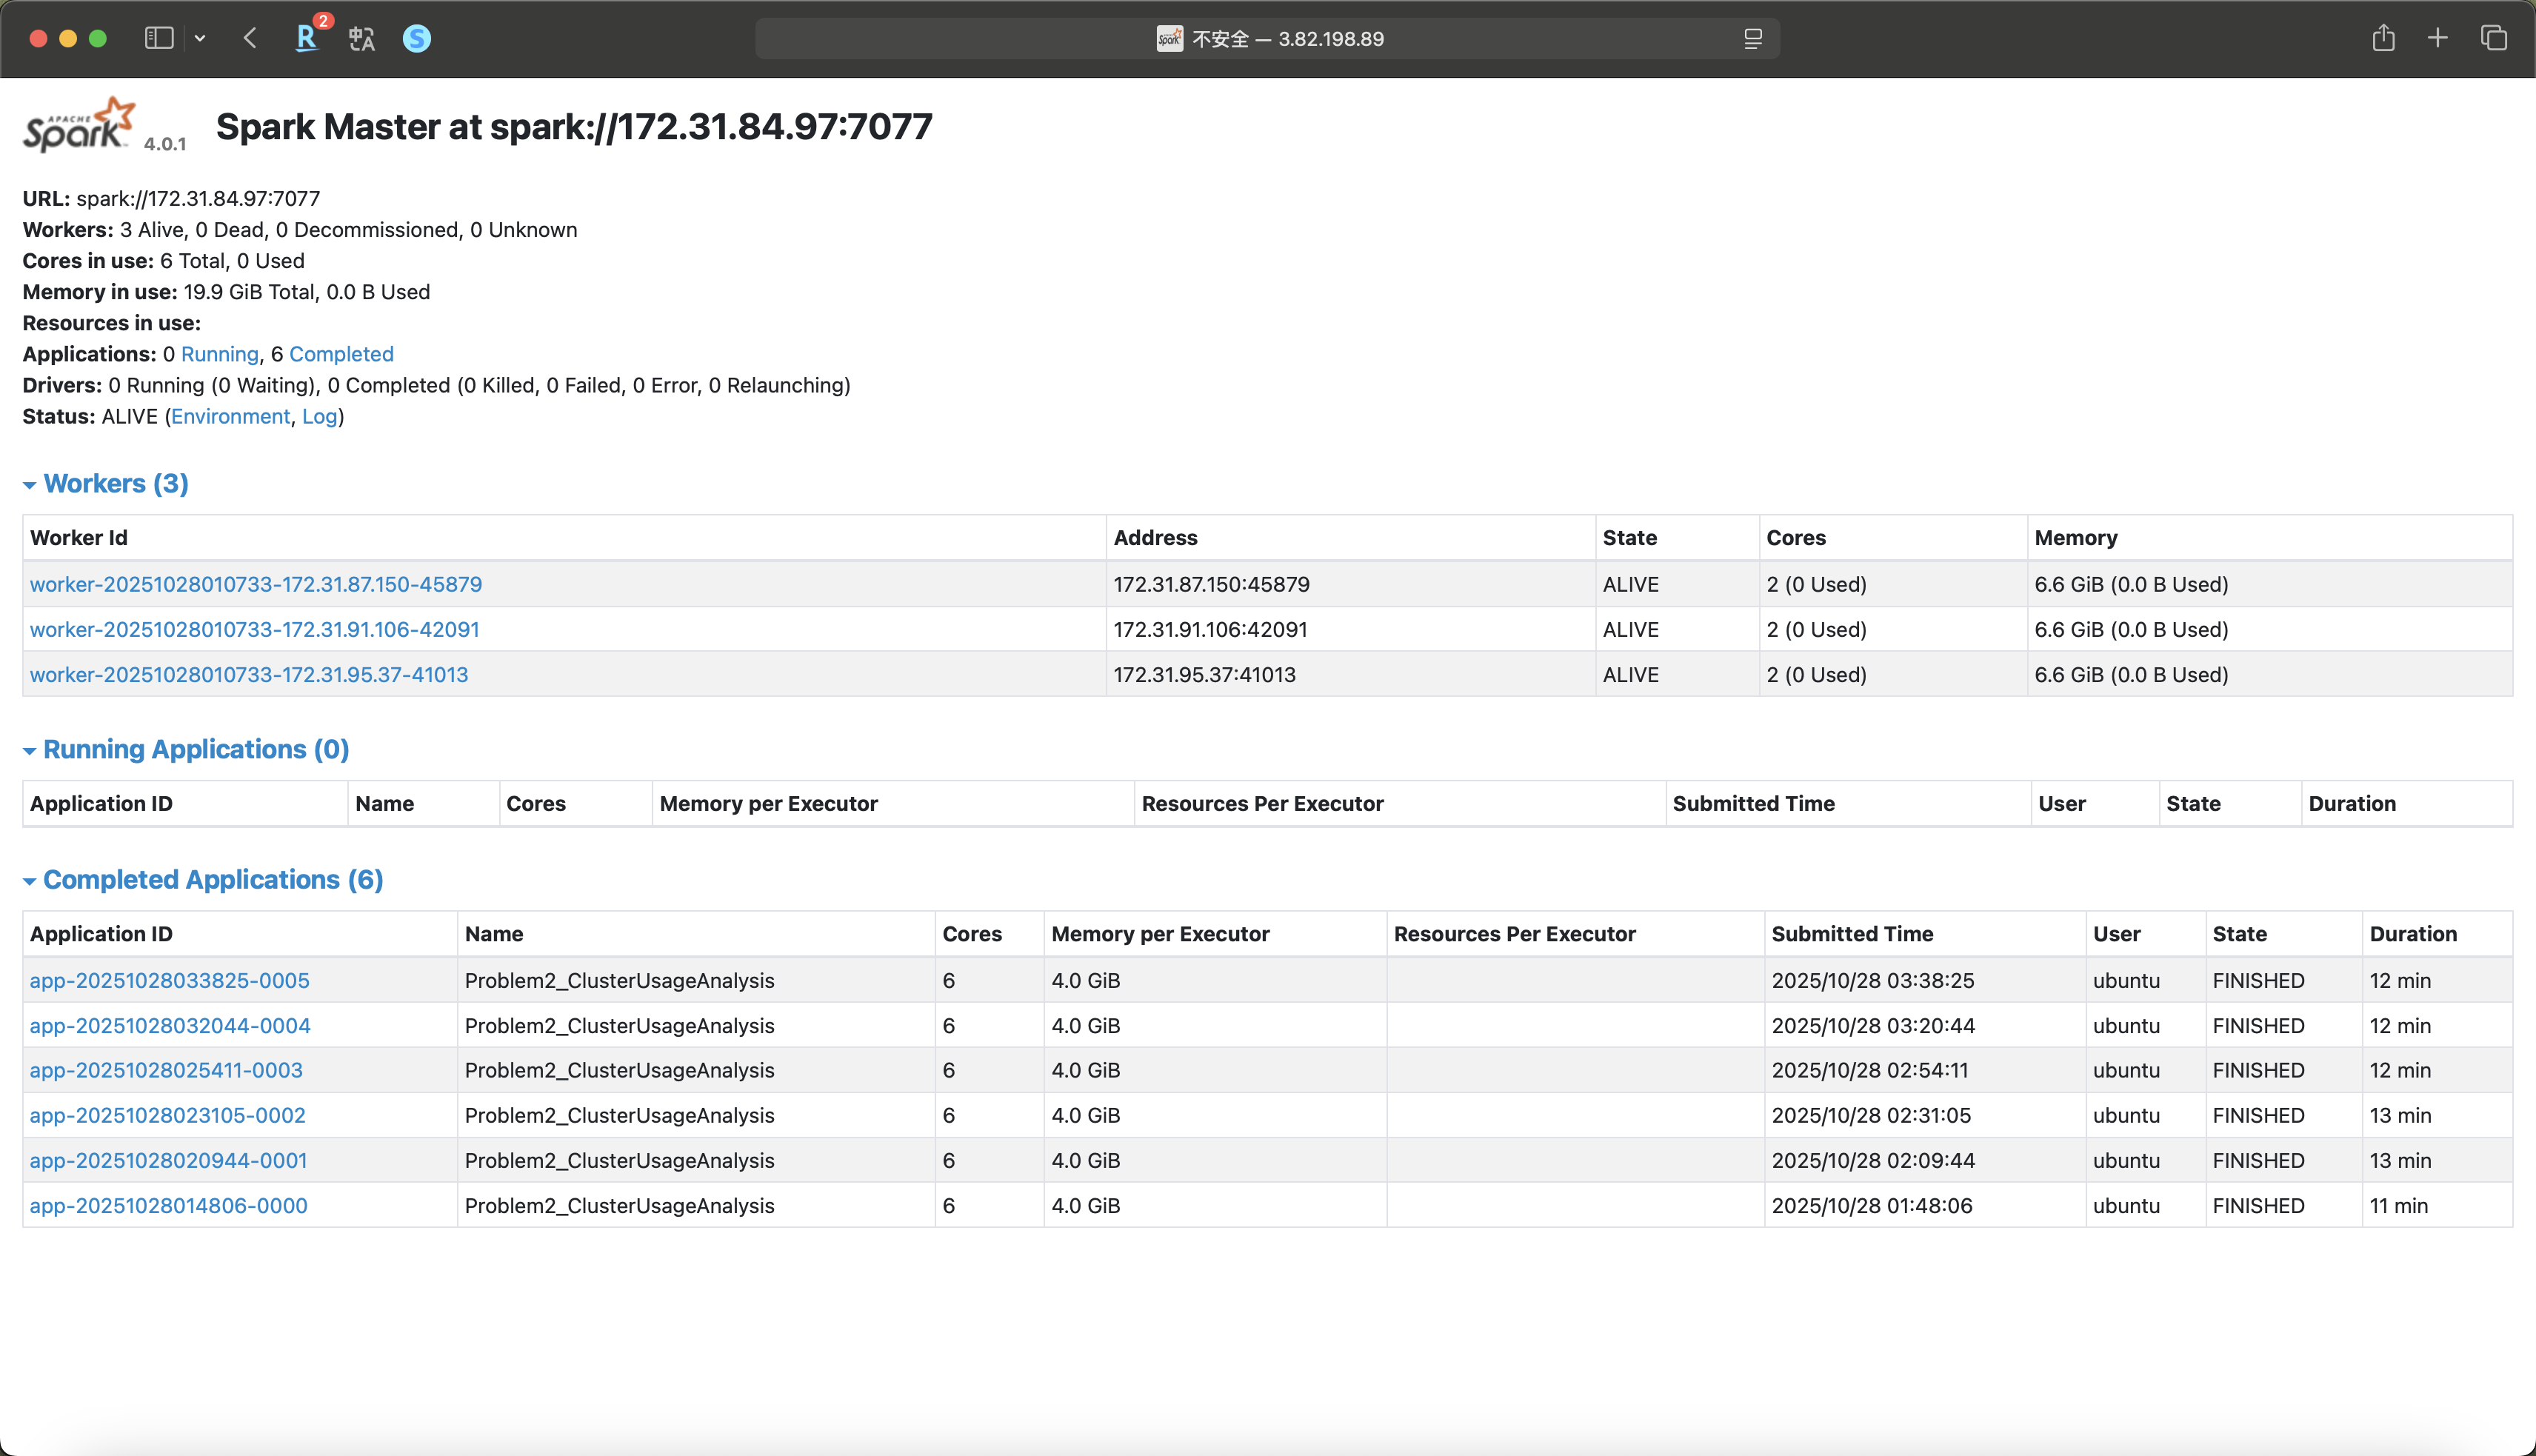 R 2
中A
S
Spark 不安全 — 3.82.198.89
APACHE Spark 4.0.1 Spark Master at spark://172.31.84.97:7077
URL: spark://172.31.84.97:7077
Workers: 3 Alive, 0 Dead, 0 Decommissioned, 0 Unknown
Cores in use: 6 Total, 0 Used
Memory in use: 19.9 GiB Total, 0.0 B Used
Resources in use:
Applications: 0 Running, 6 Completed
Drivers: 0 Running (0 Waiting), 0 Completed (0 Killed, 0 Failed, 0 Error, 0 Relaunching)
Status: ALIVE (Environment, Log)
Workers (3)
Worker Id Address State Cores Memory
worker-20251028010733-172.31.87.150-45879 172.31.87.150:45879 ALIVE 2 (0 Used) 6.6 GiB (0.0 B Used)
worker-20251028010733-172.31.91.106-42091 172.31.91.106:42091 ALIVE 2 (0 Used) 6.6 GiB (0.0 B Used)
worker-20251028010733-172.31.95.37-41013 172.31.95.37:41013 ALIVE 2 (0 Used) 6.6 GiB (0.0 B Used)
Running Applications (0)
Application ID Name Cores Memory per Executor Resources Per Executor Submitted Time User State Duration
Completed Applications (6)
Application ID Name Cores Memory per Executor Resources Per Executor Submitted Time User State Duration
app-20251028033825-0005 Problem2_ClusterUsageAnalysis 6 4.0 GiB 2025/10/28 03:38:25 ubuntu FINISHED 12 min
app-20251028032044-0004 Problem2_ClusterUsageAnalysis 6 4.0 GiB 2025/10/28 03:20:44 ubuntu FINISHED 12 min
app-20251028025411-0003 Problem2_ClusterUsageAnalysis 6 4.0 GiB 2025/10/28 02:54:11 ubuntu FINISHED 12 min
app-20251028023105-0002 Problem2_ClusterUsageAnalysis 6 4.0 GiB 2025/10/28 02:31:05 ubuntu FINISHED 13 min
app-20251028020944-0001 Problem2_ClusterUsageAnalysis 6 4.0 GiB 2025/10/28 02:09:44 ubuntu FINISHED 13 min
app-20251028014806-0000 Problem2_ClusterUsageAnalysis 6 4.0 GiB 2025/10/28 01:48:06 ubuntu FINISHED 11 min